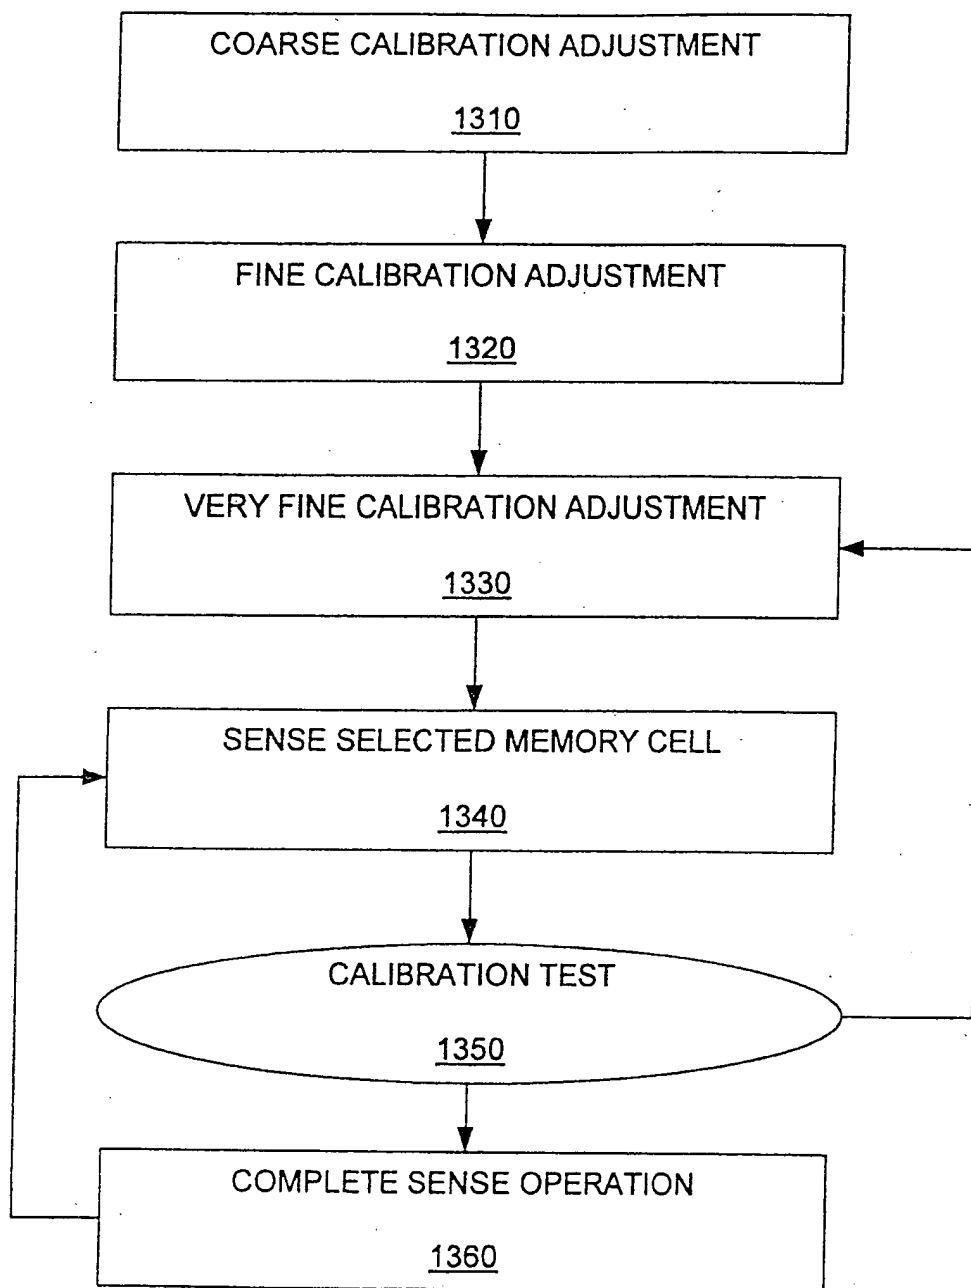 COARSE CALIBRATION ADJUSTMENT
1310
FINE CALIBRATION ADJUSTMENT
1320
VERY FINE CALIBRATION ADJUSTMENT
1330
SENSE SELECTED MEMORY CELL
1340
CALIBRATION TEST
1350
COMPLETE SENSE OPERATION
1360